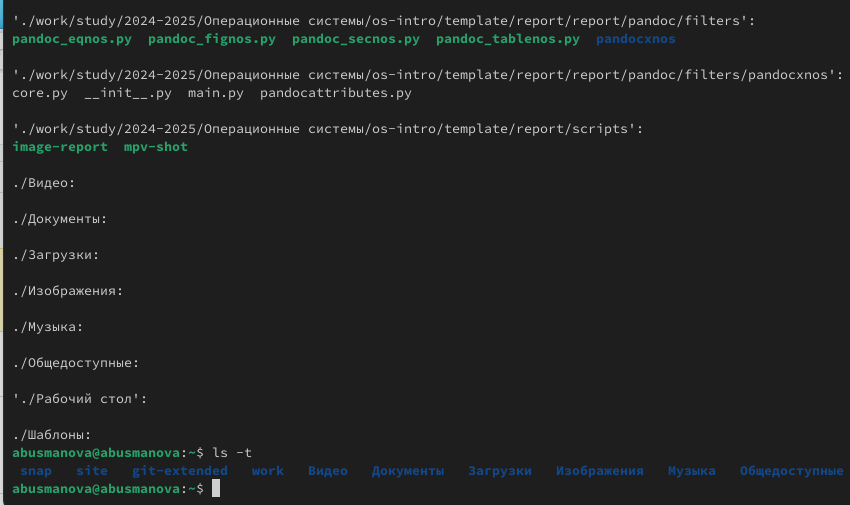 './work/study/2024-2025/Операционные системы/os-intro/template/report/report/pandoc/filters':
pandoc_eqnos.py  pandoc_fignos.py  pandoc_secnos.py  pandoc_tablenos.py  pandocxnos
'./work/study/2024-2025/Операционные системы/os-intro/template/report/report/pandoc/filters/pandocxnos':
core.py  __init__.py  main.py  pandocattributes.py
'./work/study/2024-2025/Операционные системы/os-intro/template/report/scripts':
image-report  mpv-shot
./Видео:
./Документы:
./Загрузки:
./Изображения:
./Музыка:
./Общедоступные:
'./Рабочий стол':
./Шаблоны:
abusmanova@abusmanova:~$ ls -t
snap  site  git-extended  work  Видео  Документы  Загрузки  Изображения  Музыка  Общедоступные
abusmanova@abusmanova:~$